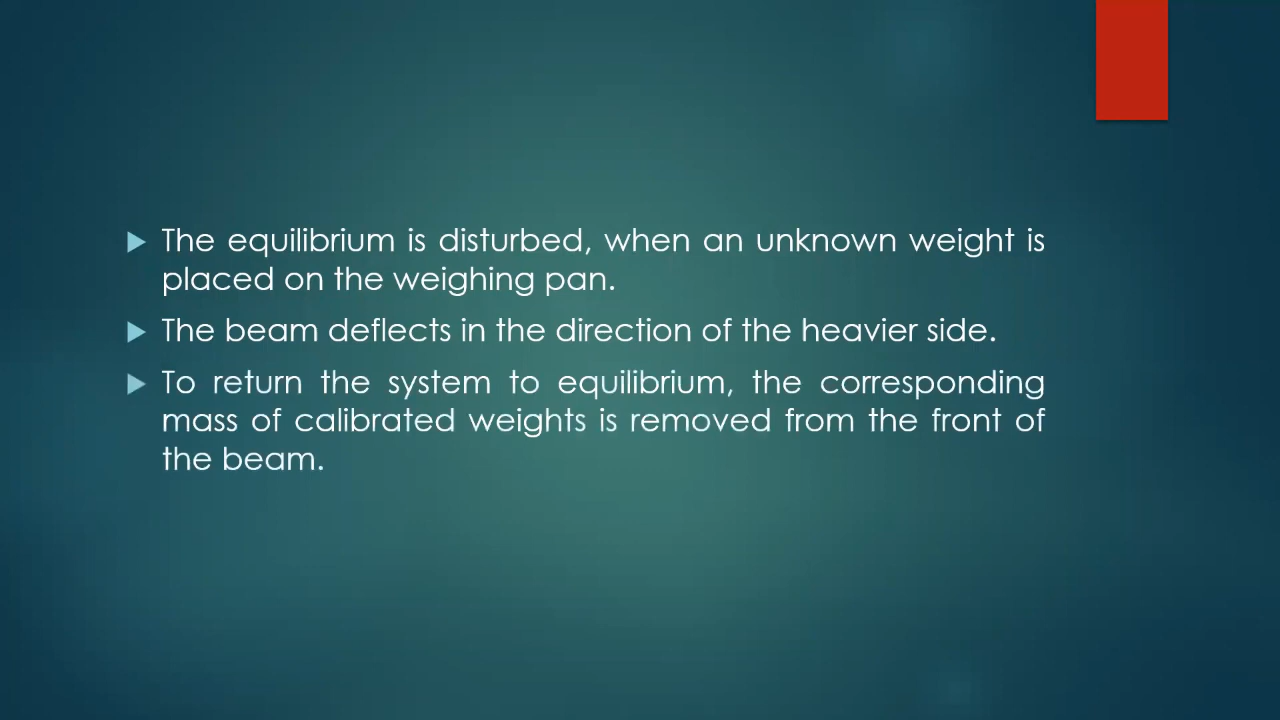 The equilibrium is disturbed, when an unknown weight is
placed on the weighing pan.
The beam deflects in the direction of the heavier side.
To return the system to equilibrium, the corresponding
mass of calibrated weights is removed from the front of
the beam.